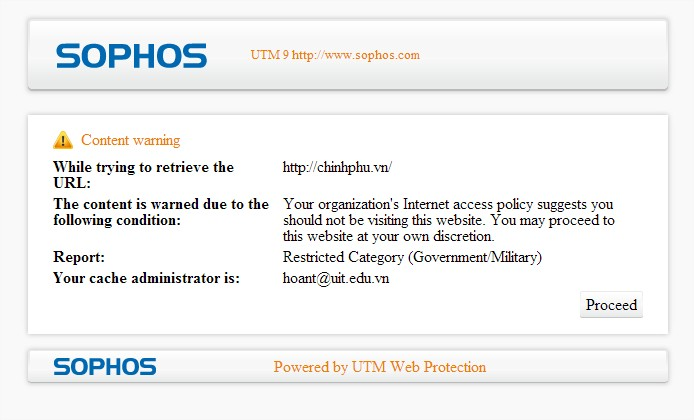 SOPHOS
UTM 9 http://www.sophos.com
Content warning
While trying to retrieve the URL:
http://chinhphu.vn/
The content is warned due to the following condition:
Your organization's Internet access policy suggests you
should not be visiting this website. You may proceed to
this website at your own discretion.
Report:
Restricted Category (Government/Military)
Your cache administrator is:
hoant@uit.edu.vn
Proceed
SOPHOS
Powered by UTM Web Protection